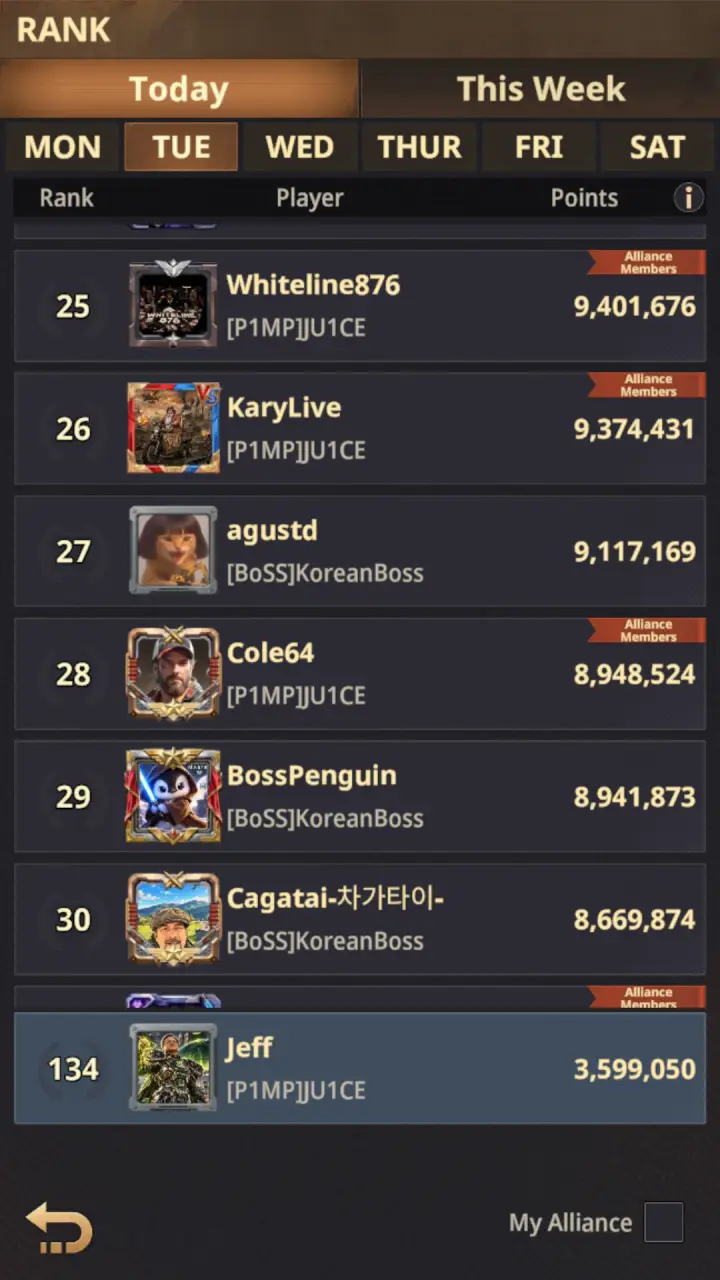 RANK
Today
This Week
MON
TUE
WED
THUR
FRI
SAT
Rank
Player
Points
25
Whiteline876
[P1MP]JU1CE
Alliance
Members
9,401,676
26
KaryLive
[P1MP]JU1CE
Alliance
Members
9,374,431
27
agustd
[BoSS]KoreanBoss
9,117,169
28
Cole64
[P1MP]JU1CE
Alliance
Members
8,948,524
29
BossPenguin
[BoSS]KoreanBoss
8,941,873
30
Cagatai-차가타이-
[BoSS]KoreanBoss
8,669,874
Alliance
Members
134
Jeff
[P1MP]JU1CE
3,599,050
My Alliance